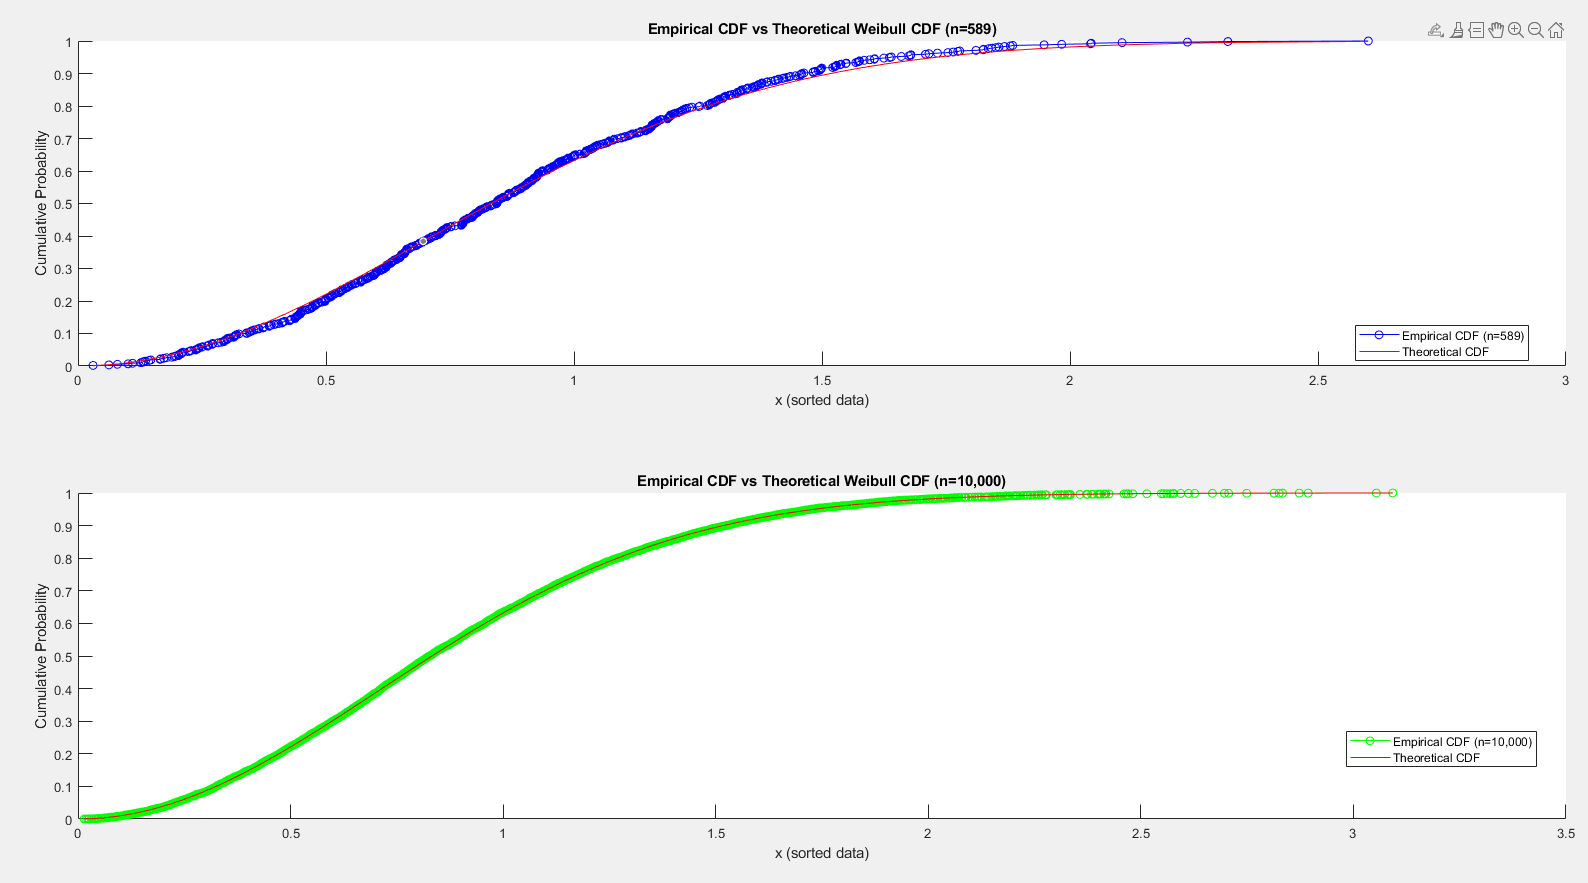 Empirical CDF vs Theoretical Weibull CDF (n=589)
Cumulative Probability
1
0.9
0.8
0.7
0.6
0.5
0.4
0.3
0.2
0.1
0
Empirical CDF (n=589)
Theoretical CDF
0 0.5 1 1.5 2 2.5 3
x (sorted data)
Empirical CDF vs Theoretical Weibull CDF (n=10,000)
Cumulative Probability
1
0.9
0.8
0.7
0.6
0.5
0.4
0.3
0.2
0.1
0
Empirical CDF (n=10,000)
Theoretical CDF
0 0.5 1 1.5 2 2.5 3 3.5
x (sorted data)